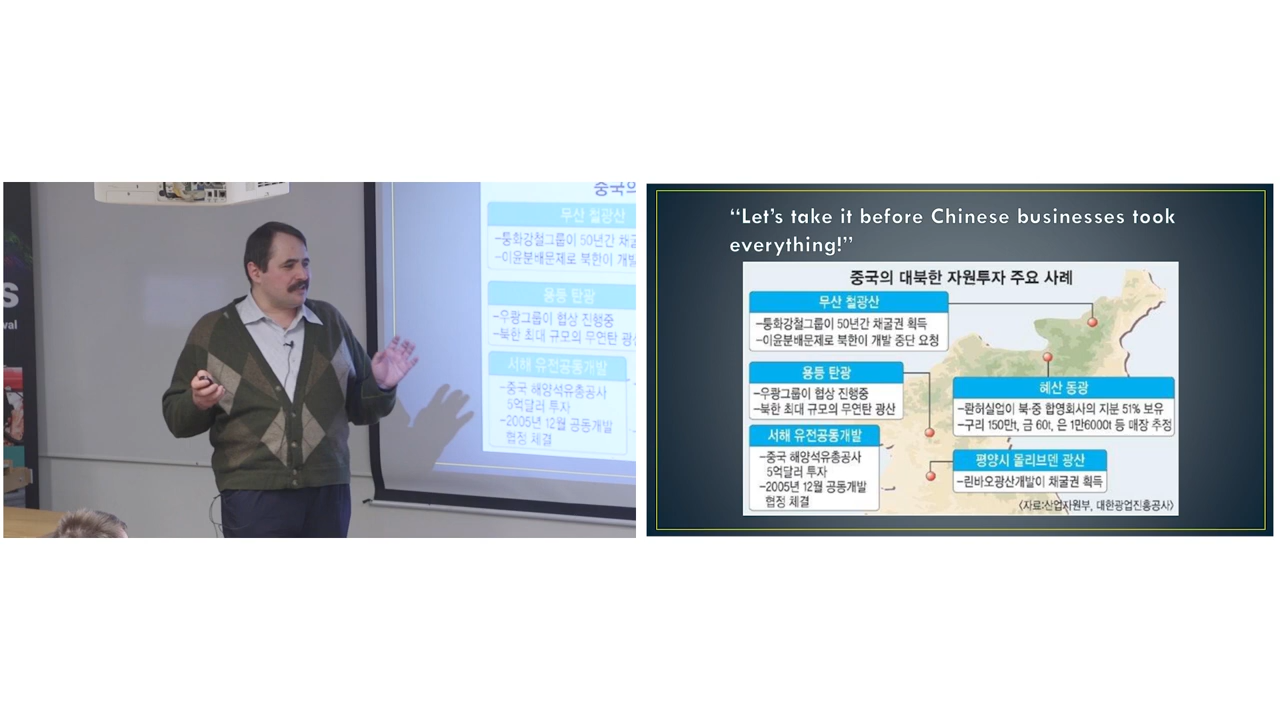 s
val
중국의
무산 철광산
-퉁화강철그룹이 50년간 채굴
-이윤분배문제로 북한이 개발
용등 탄광
-우쾅그룹이 협상 진행중
-북한 최대 규모의 무연탄 광산
서해 유전공동개발
-중국 해양석유총공사
5억달러 투자
-2005년 12월 공동개발
협정 체결
“Let’s take it before Chinese businesses took
everything!”
중국의 대북한 자원투자 주요 사례
무산 철광산
-퉁화강철그룹이 50년간 채굴권 획득
-이윤분배문제로 북한이 개발 중단 요청
용등 탄광
-우쾅그룹이 협상 진행중
-북한 최대 규모의 무연탄 광산
서해 유전공동개발
-중국 해양석유총공사
5억달러 투자
-2005년 12월 공동개발
협정 체결
혜산 동광
-롼허실업이 북·중 합영회사의 지분 51% 보유
-구리 150만t, 금 60t, 은 1만6000t 등 매장 추정
평양시 몰리브덴 광산
-린바오광산개발이 채굴권 획득
<자료:산업자원부, 대한광업진흥공사>